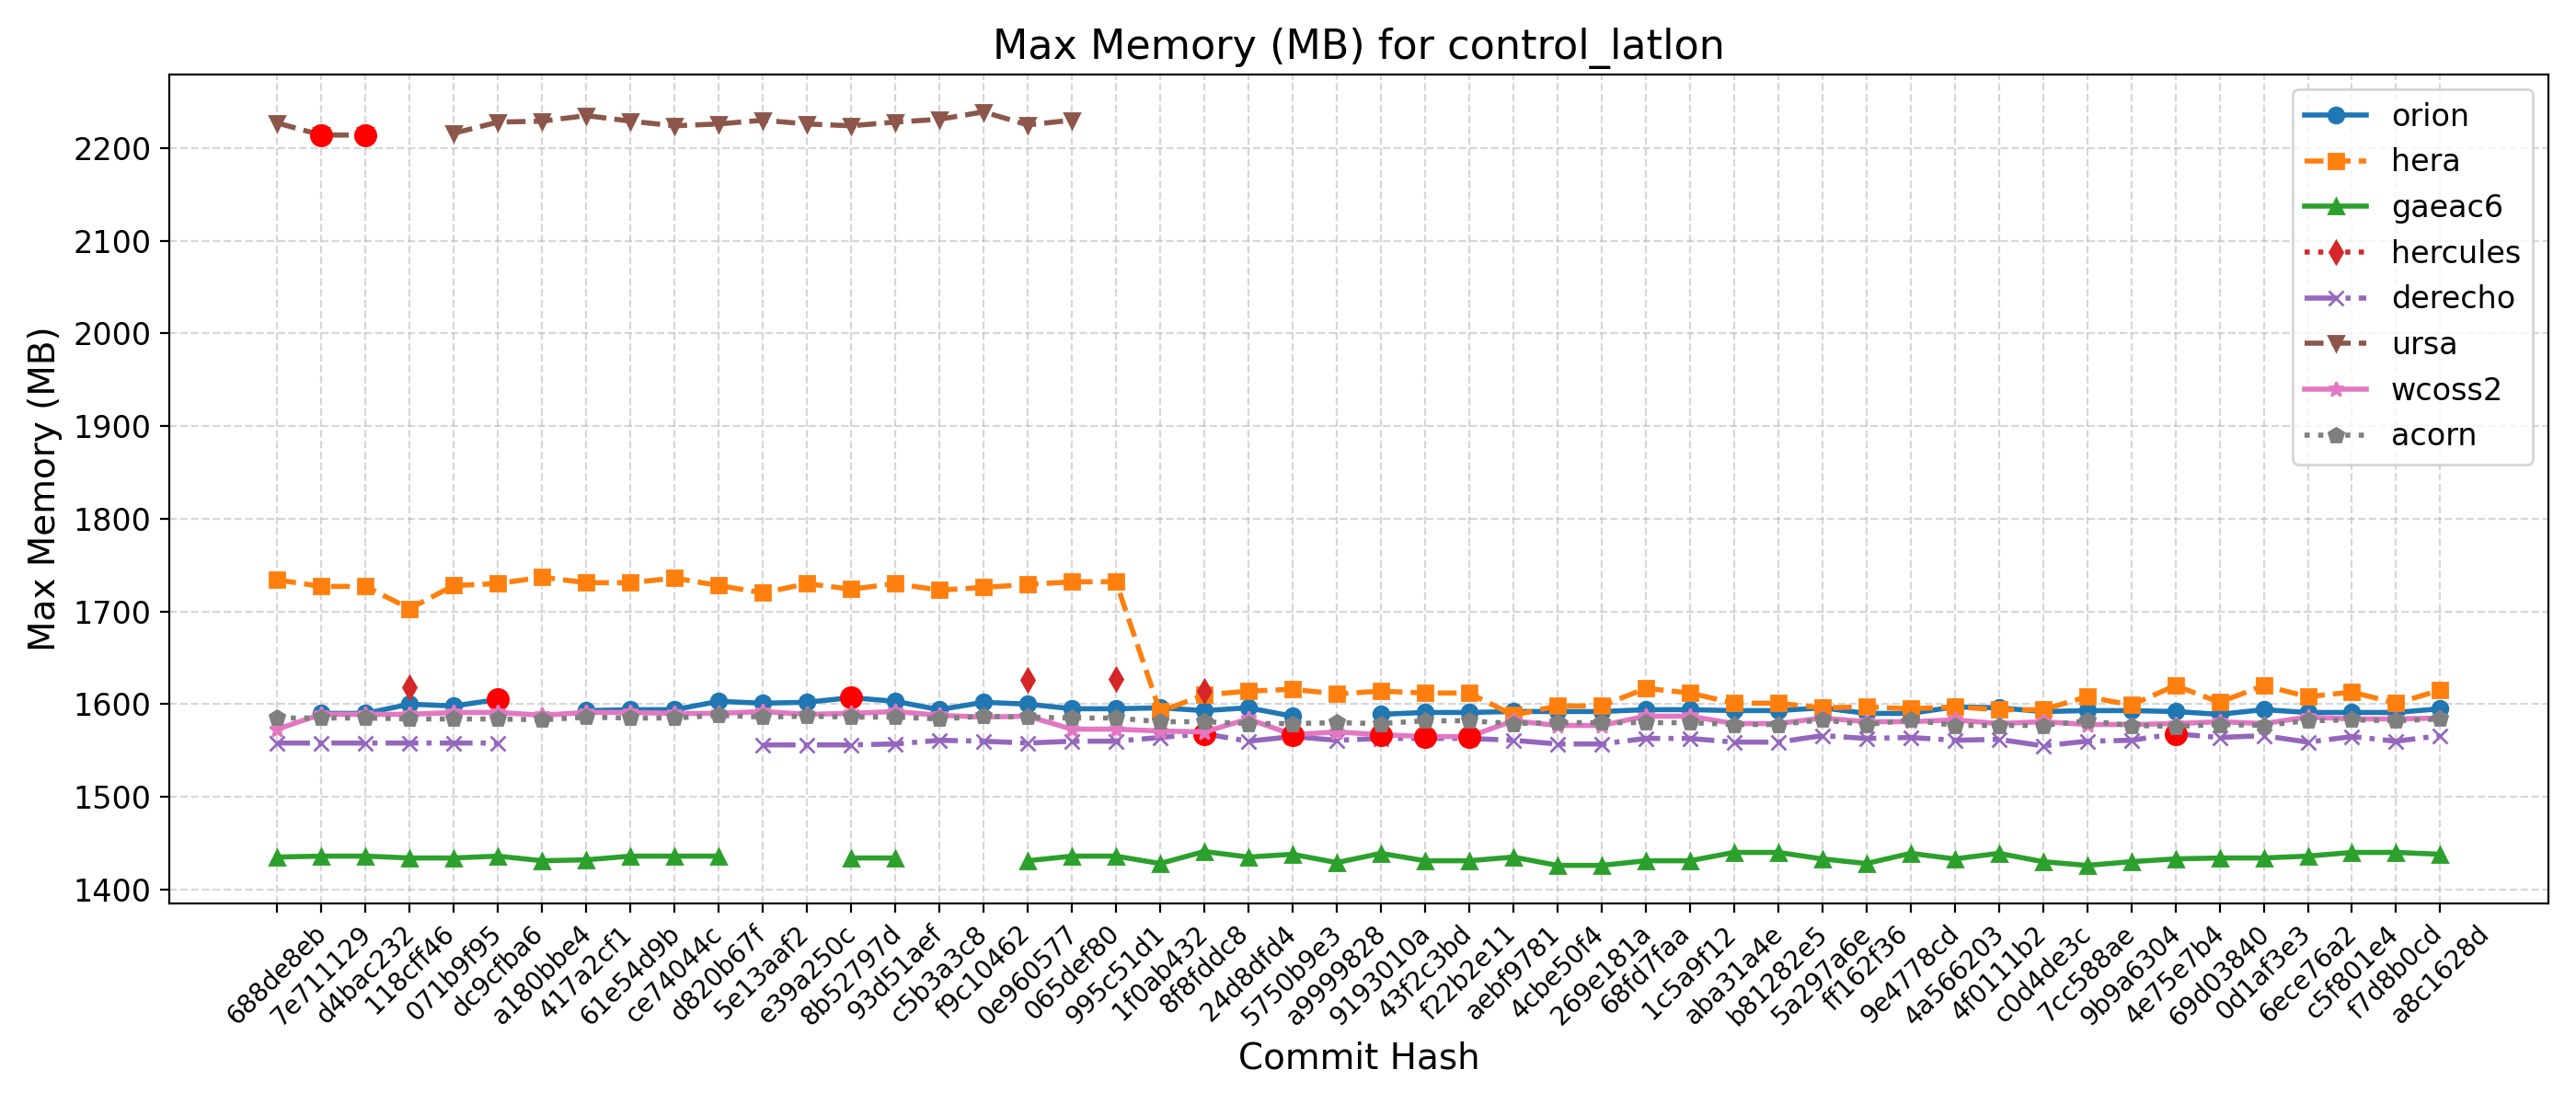 Max Memory (MB) for control_latlon
Max Memory (MB)
2200
2100
2000
1900
1800
1700
1600
1500
1400
orion
hera
gaeac6
hercules
derecho
ursa
wcoss2
acorn
688de8eb
7e711129
d4bac232
118cff46
071b9f95
dc9cfba6
a180bbe4
417a2cf1
61e54d9b
ce74044c
d820b67f
5e13aaf2
e39a250c
8b52797d
93d51aef
c5b3a3c8
f9c10462
0e960577
065def80
995c51d1
1f0ab432
8f8fddc8
24d8dfd4
5750b9e3
a9999828
9193010a
43f2c3bd
f22b2e11
aebf9781
4cbe50f4
269e181a
68fd7faa
1c5a9f12
aba31a4e
b81282e5
5a297a6e
ff162f36
9e4778cd
4a566203
4f0111b2
c0d4de3c
7cc588ae
9b9a6304
4e75e7b4
69d03840
0d1af3e3
6ece76a2
c5f801e4
f7d8b0cd
a8c1628d
Commit Hash